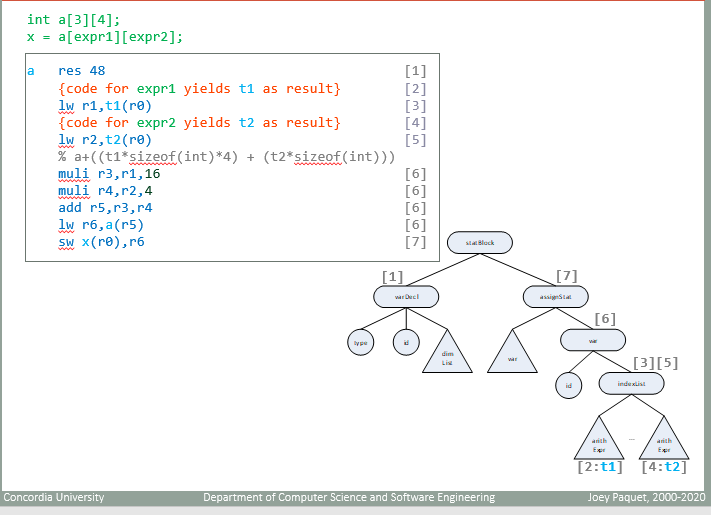 int a[3][4];
x = a[expr1][expr2];
a res 48 [1]
{code for expr1 yields t1 as result} [2]
lw r1,t1(r0) [3]
{code for expr2 yields t2 as result} [4]
lw r2,t2(r0) [5]
% a+((t1*sizeof(int)*4) + (t2*sizeof(int)))
muli r3,r1,16 [6]
muli r4,r2,4 [6]
add r5,r3,r4 [6]
lw r6,a(r5) [6]
sw x(r0),r6 [7]
statBlock
[1] [7]
varDecl assignStat
[6]
type id dim List var var
[3][5]
id indexList
arith Expr ... arith Expr
[2:t1] [4:t2]
Concordia University Department of Computer Science and Software Engineering Joey Paquet, 2000-2020